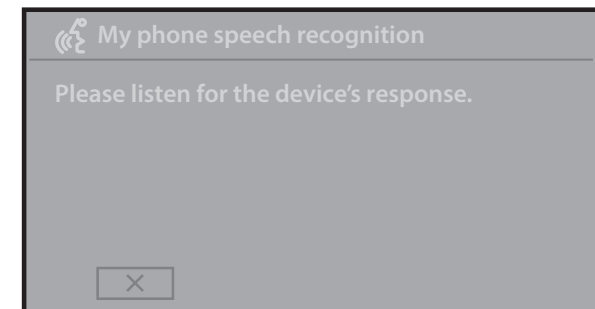 My phone speech recognition
Please listen for the device’s response.